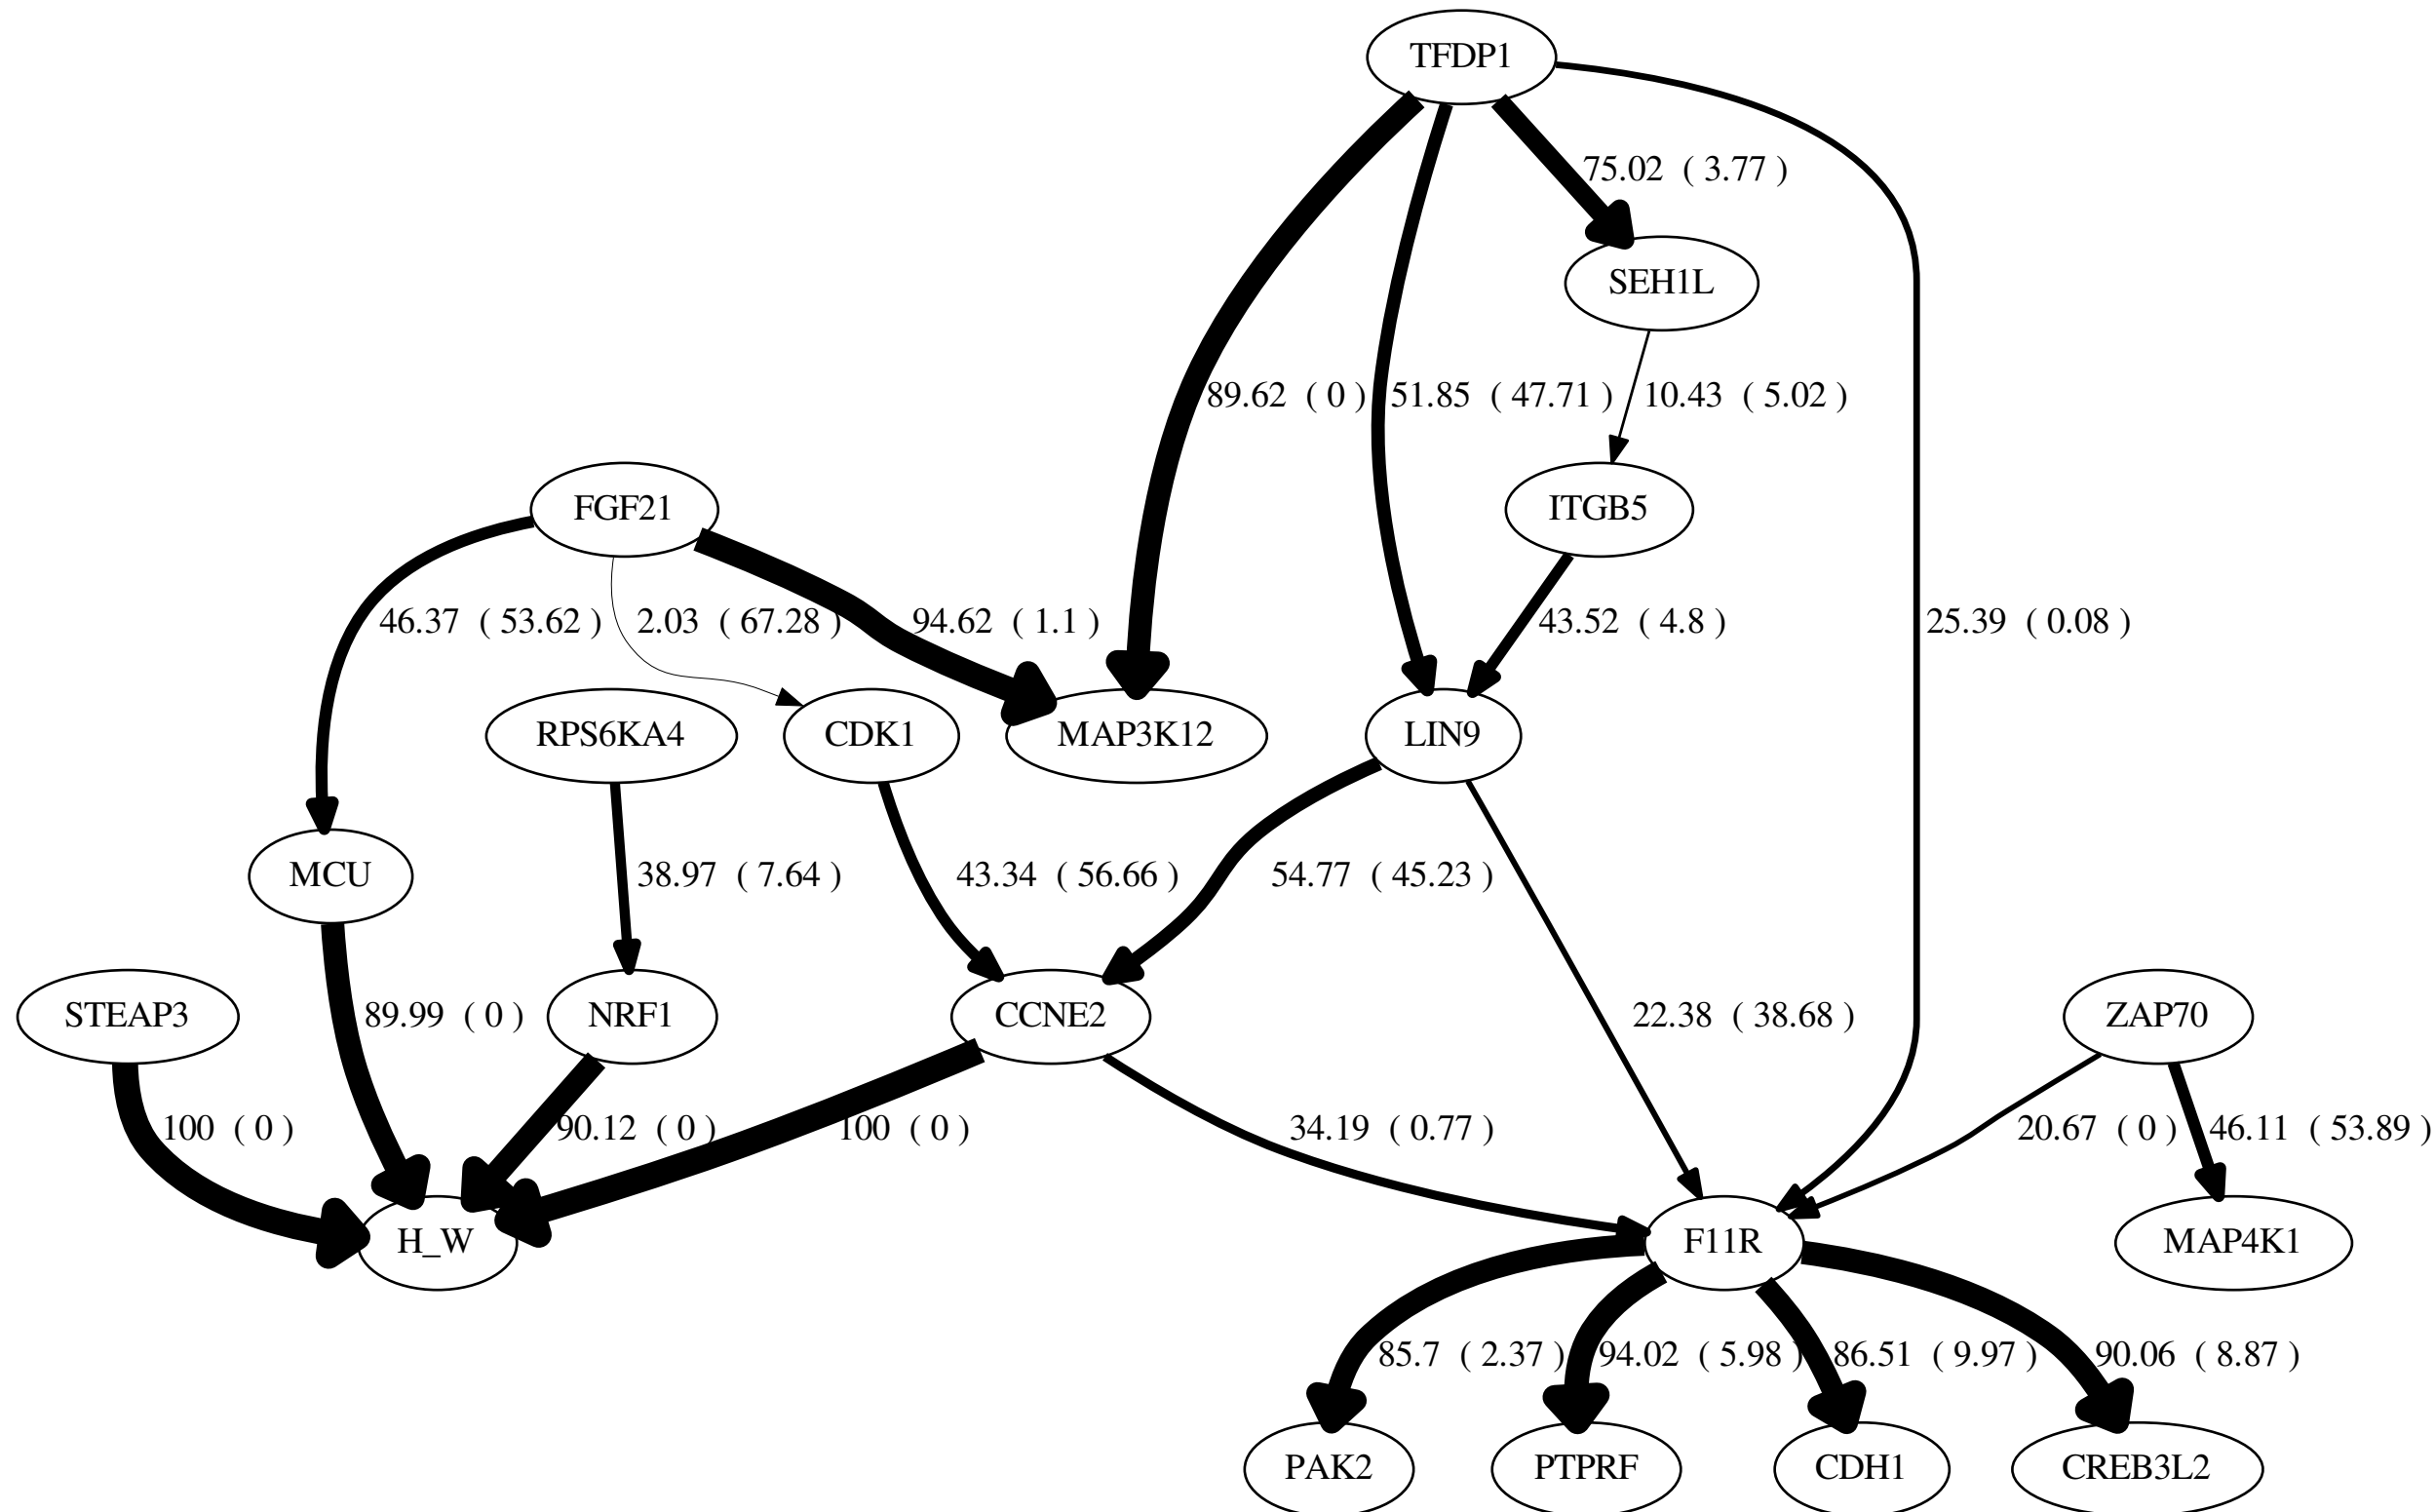 TFDP1
75.02 ( 3.77 )
SEH1L
89.62 ( 0 )
51.85 ( 47.71 )
10.43 ( 5.02 )
FGF21
ITGB5
46.37 ( 53.62 )
2.03 ( 67.28 )
94.62 ( 1.1 )
43.52 ( 4.8 )
25.39 ( 0.08 )
RPS6KA4
CDK1
MAP3K12
LIN9
MCU
38.97 ( 7.64 )
43.34 ( 56.66 )
54.77 ( 45.23 )
STEAP3
89.99 ( 0 )
NRF1
CCNE2
22.38 ( 38.68 )
ZAP70
100 ( 0 )
90.12 ( 0 )
100 ( 0 )
34.19 ( 0.77 )
20.67 ( 0 )
46.11 ( 53.89 )
H_W
F11R
MAP4K1
85.7 ( 2.37 )
94.02 ( 5.98 )
86.51 ( 9.97 )
90.06 ( 8.87 )
PAK2
PTPRF
CDH1
CREB3L2